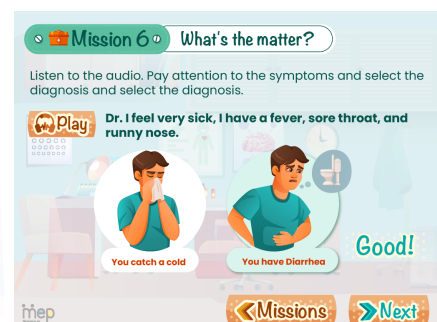 Mission 6
What's the matter?
Listen to the audio. Pay attention to the symptoms and select the
diagnosis and select the diagnosis.
Play
Dr. I feel very sick, I have a fever, sore throat, and
runny nose.
You catch a cold
You have Diarrhea
Good!
mep
Missions
Next